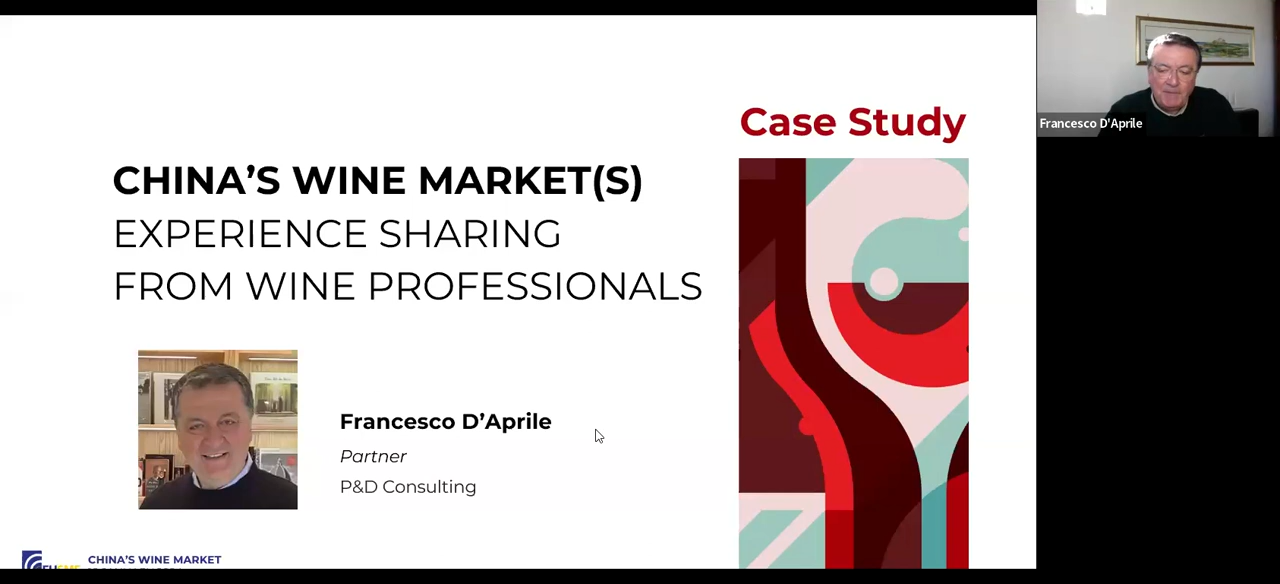 Case Study
CHINA'S WINE MARKET(S)
EXPERIENCE SHARING
FROM WINE PROFESSIONALS
Francesco D'Aprile
Partner
P&D Consulting
CHINA'S WINE MARKET
Francesco D'Aprile